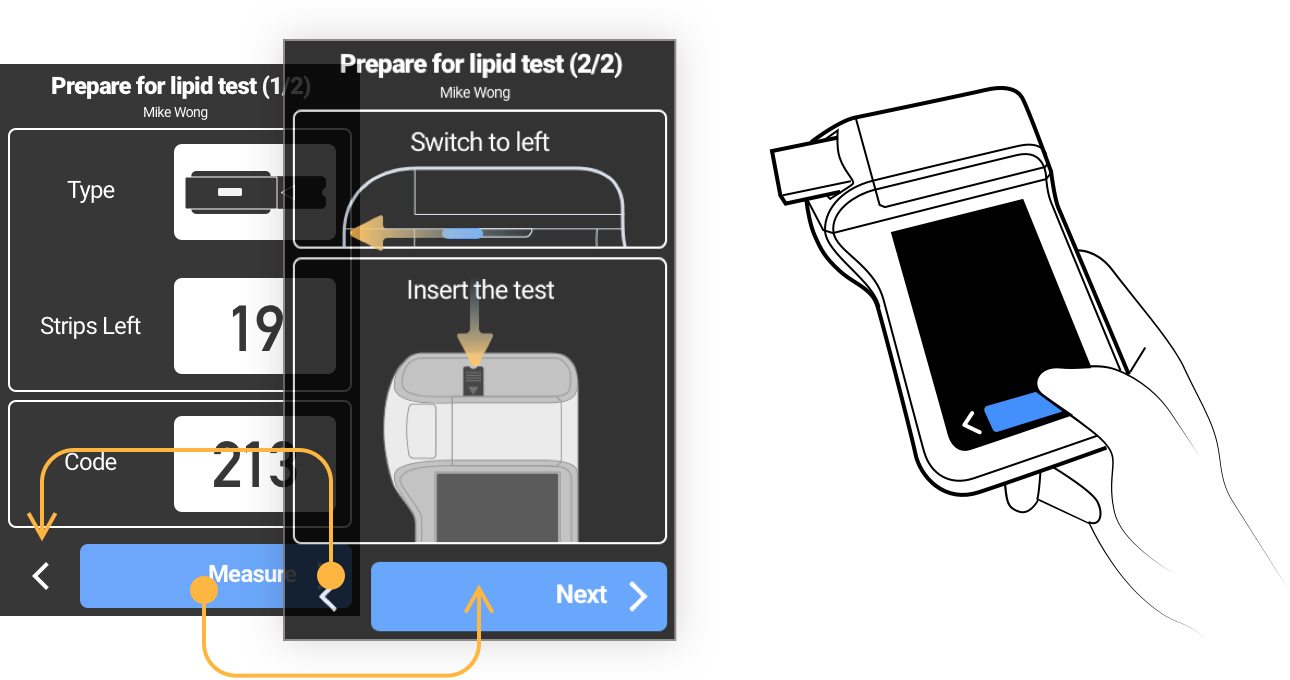 Prepare for lipid test (1/2)
Mike Wong
Type
Strips Left
19
Code
213
Measure
Prepare for lipid test (2/2)
Mike Wong
Switch to left
Insert the test
Next